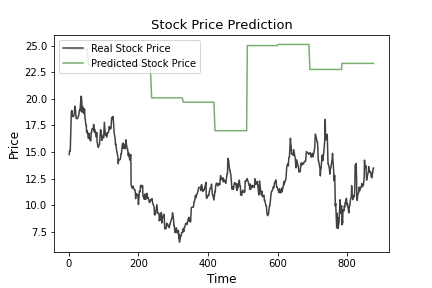 Stock Price Prediction
Real Stock Price
Predicted Stock Price
25.0
22.5
20.0
17.5
15.0
12.5
10.0
7.5
Price
0 200 400 600 800
Time